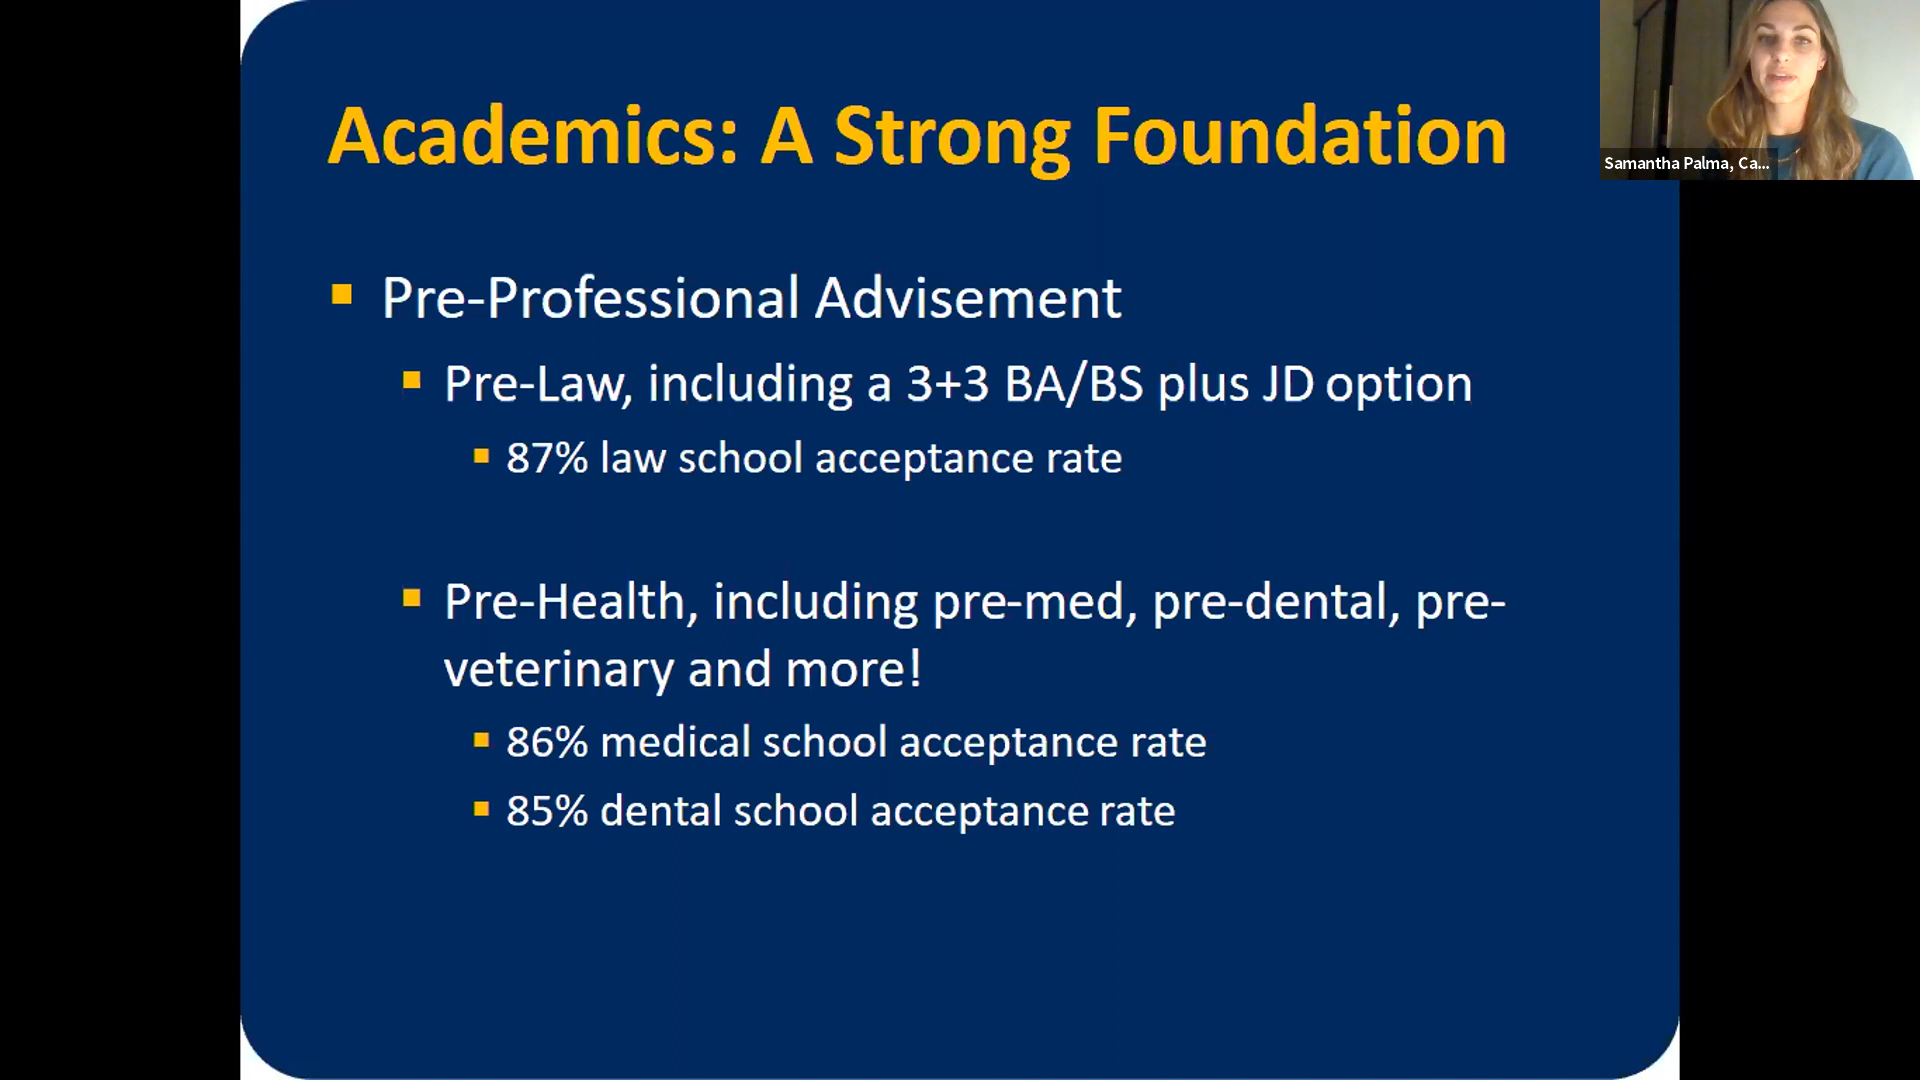 Academics: A Strong Foundation
Samantha Palma, Ca...
Pre-Professional Advisement
Pre-Law, including a 3+3 BA/BS plus JD option
87% law school acceptance rate
Pre-Health, including pre-med, pre-dental, pre-
veterinary and more!
86% medical school acceptance rate
85% dental school acceptance rate